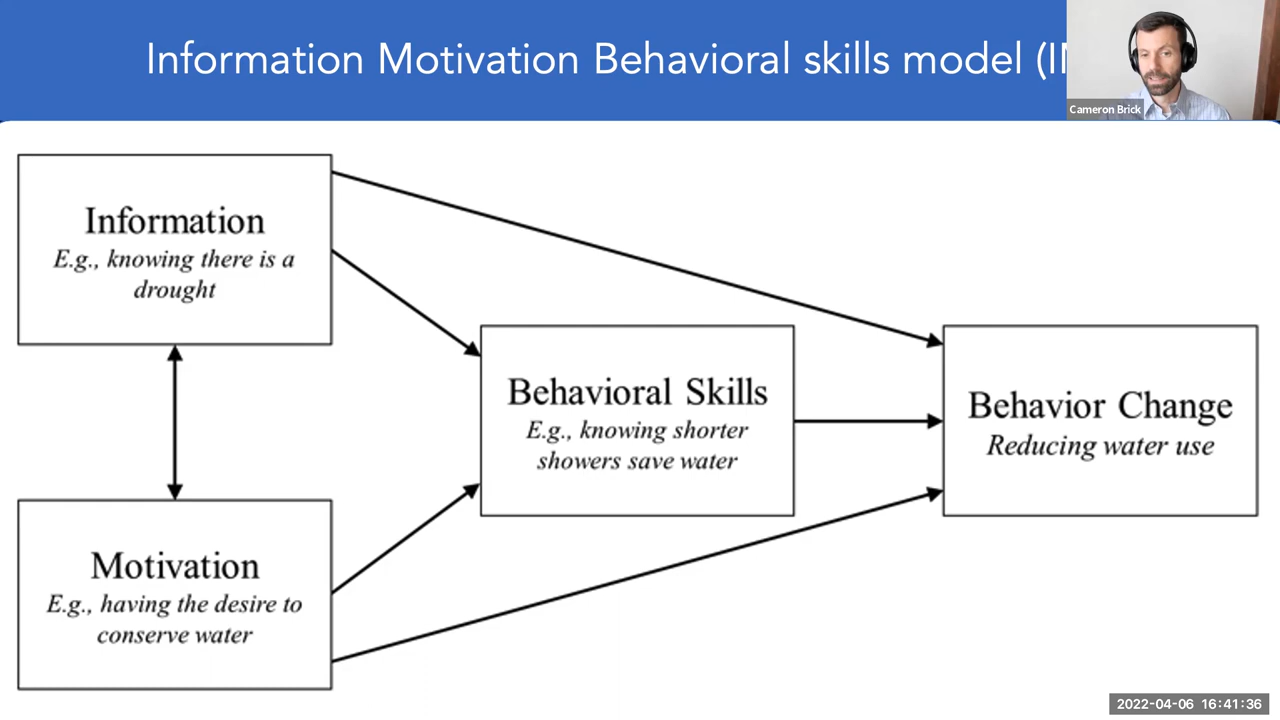 Information Motivation Behavioral skills model
Cameron Brick
Information
E.g., knowing there is a
drought
Behavioral Skills
E.g., knowing shorter
showers save water
Behavior Change
Reducing water use
Motivation
E.g., having the desire to
conserve water
2022-04-06 16:41:36